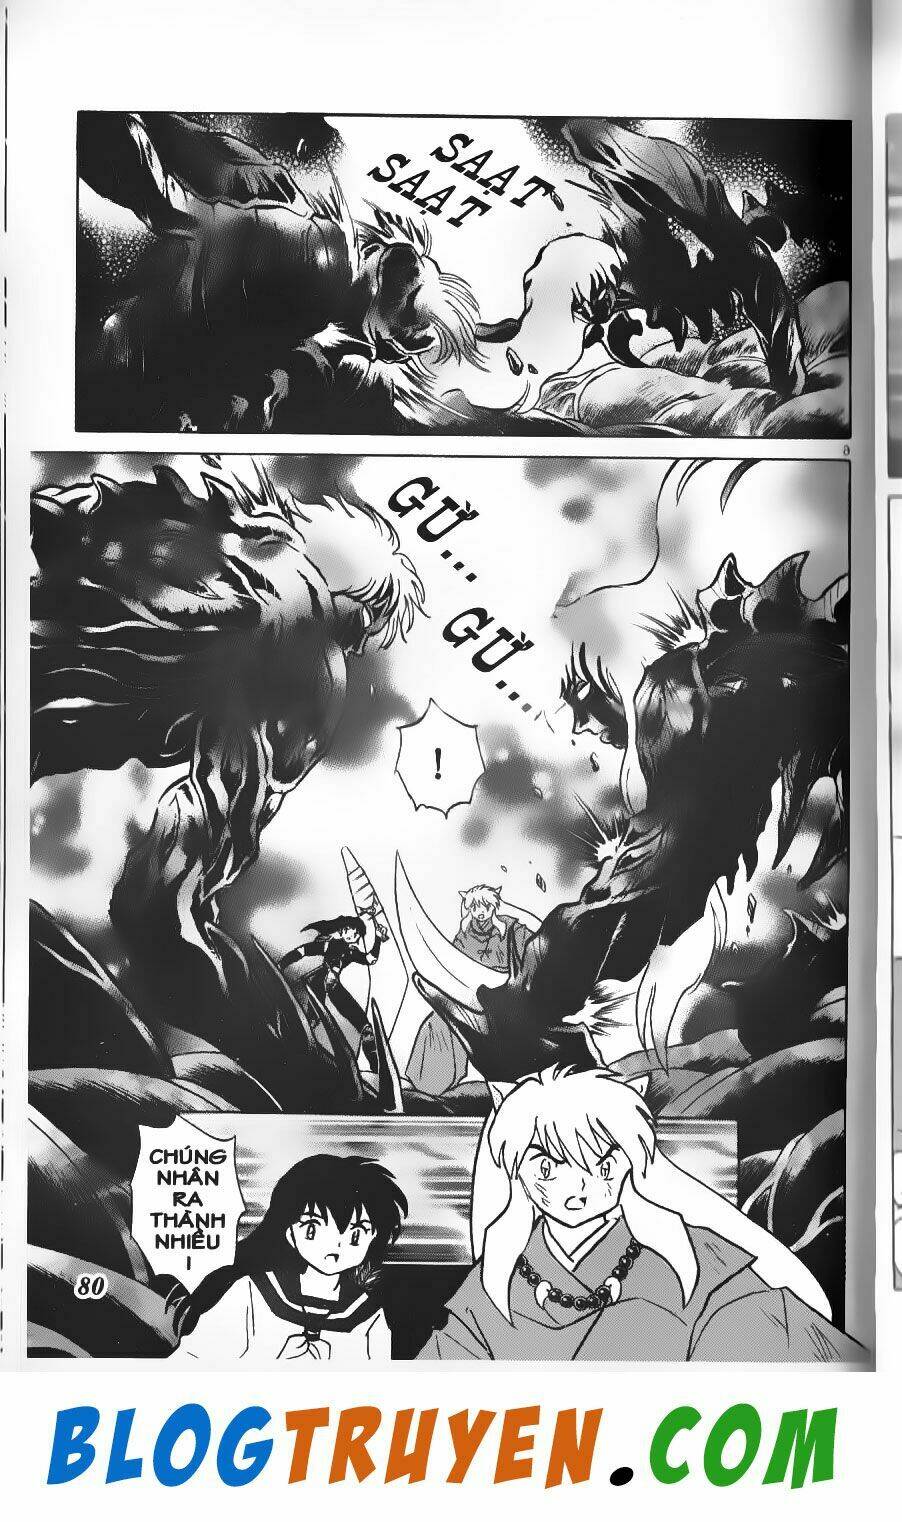 SAẠT
SAẠT
GỪ...
GỪ...
!
CHÚNG
NHÂN
RA
THÀNH
NHIỀU
!
80
BLOGTRUYEN.COM